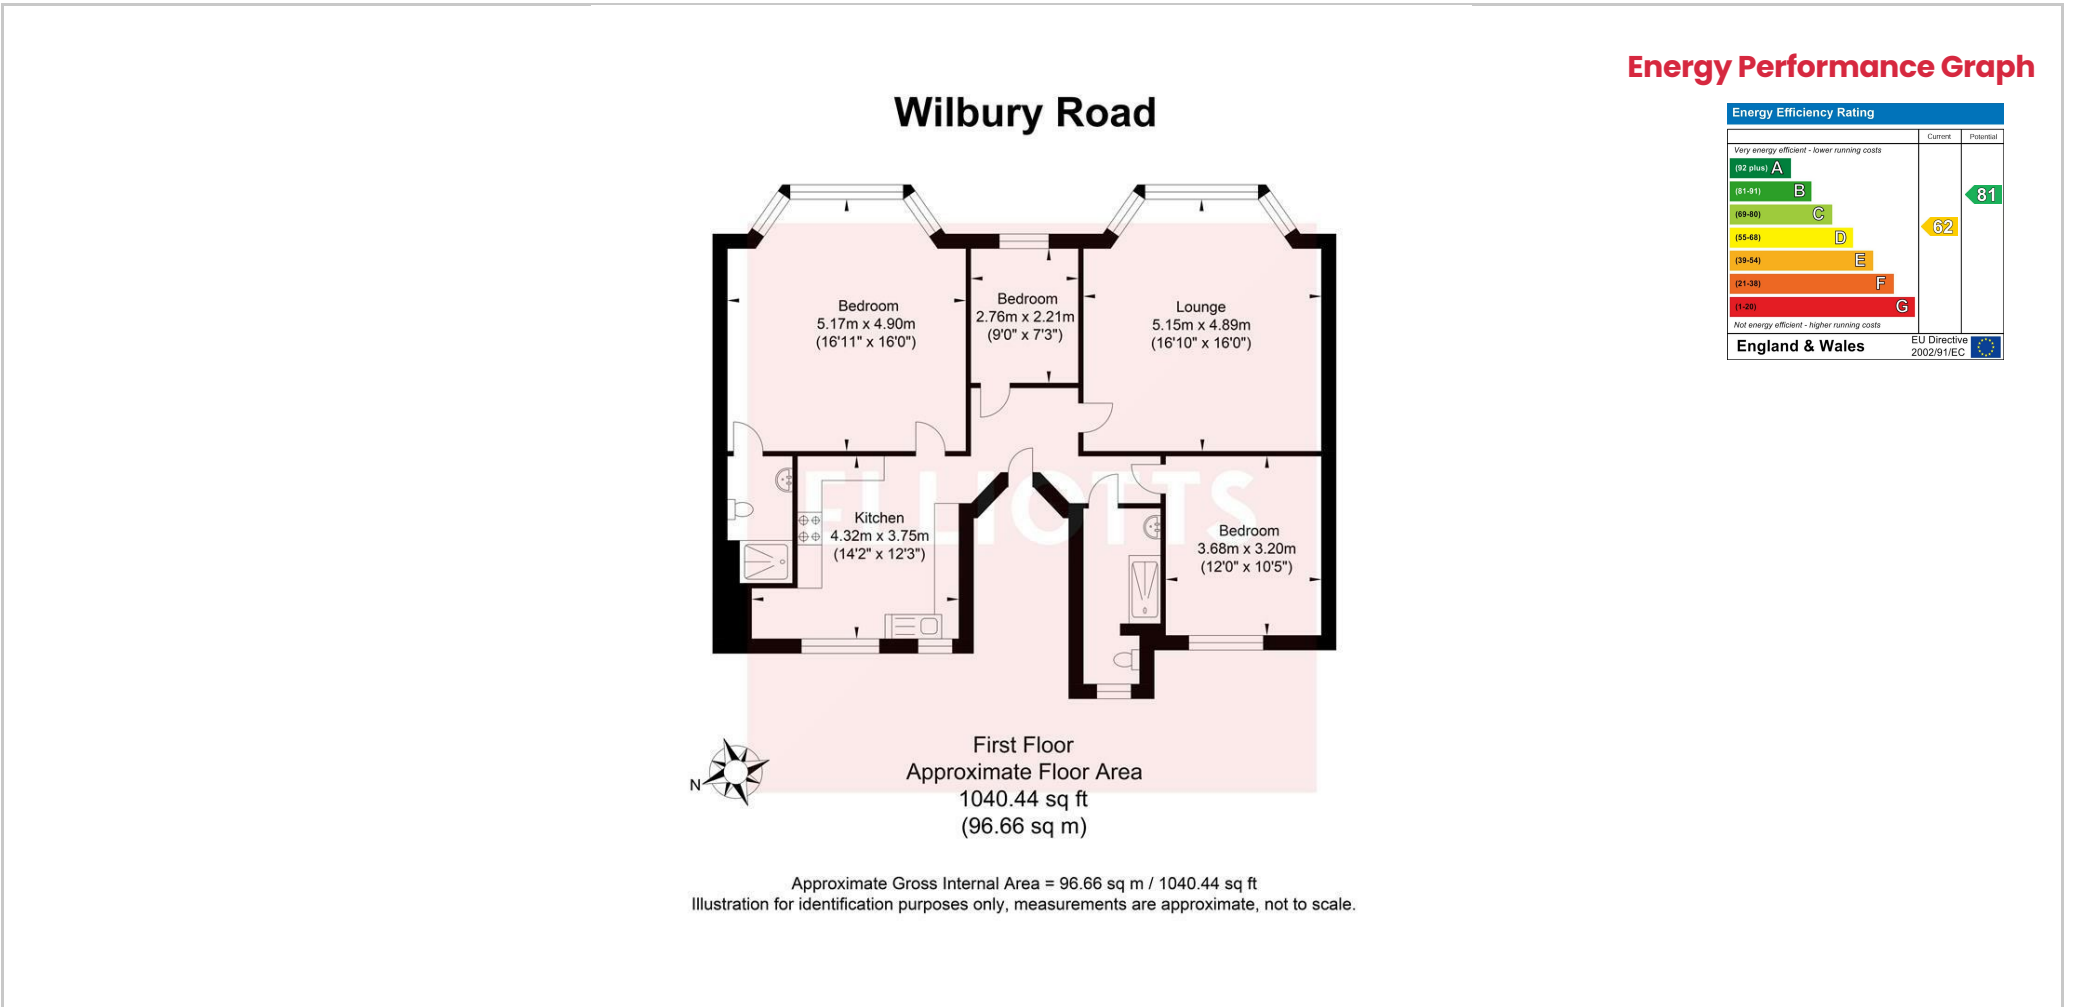 Energy Performance Graph
Wilbury Road
Energy Efficiency Rating
Current
Potential
Very energy efficient - lower running costs
(92 plus) A
(81-91) B
(69-80) C
(55-68) D
(39-54) E
(21-38) F
(1-20) G
62
81
Not energy efficient - higher running costs
England & Wales
EU Directive
2002/91/EC
Bedroom
5.17m x 4.90m
(16'11" x 16'0")
Bedroom
2.76m x 2.21m
(9'0" x 7'3")
Lounge
5.15m x 4.89m
(16'10" x 16'0")
ELLIOTTS
Kitchen
4.32m x 3.75m
(14'2" x 12'3")
Bedroom
3.68m x 3.20m
(12'0" x 10'5")
N
First Floor
Approximate Floor Area
1040.44 sq ft
(96.66 sq m)
Approximate Gross Internal Area = 96.66 sq m / 1040.44 sq ft
Illustration for identification purposes only, measurements are approximate, not to scale.